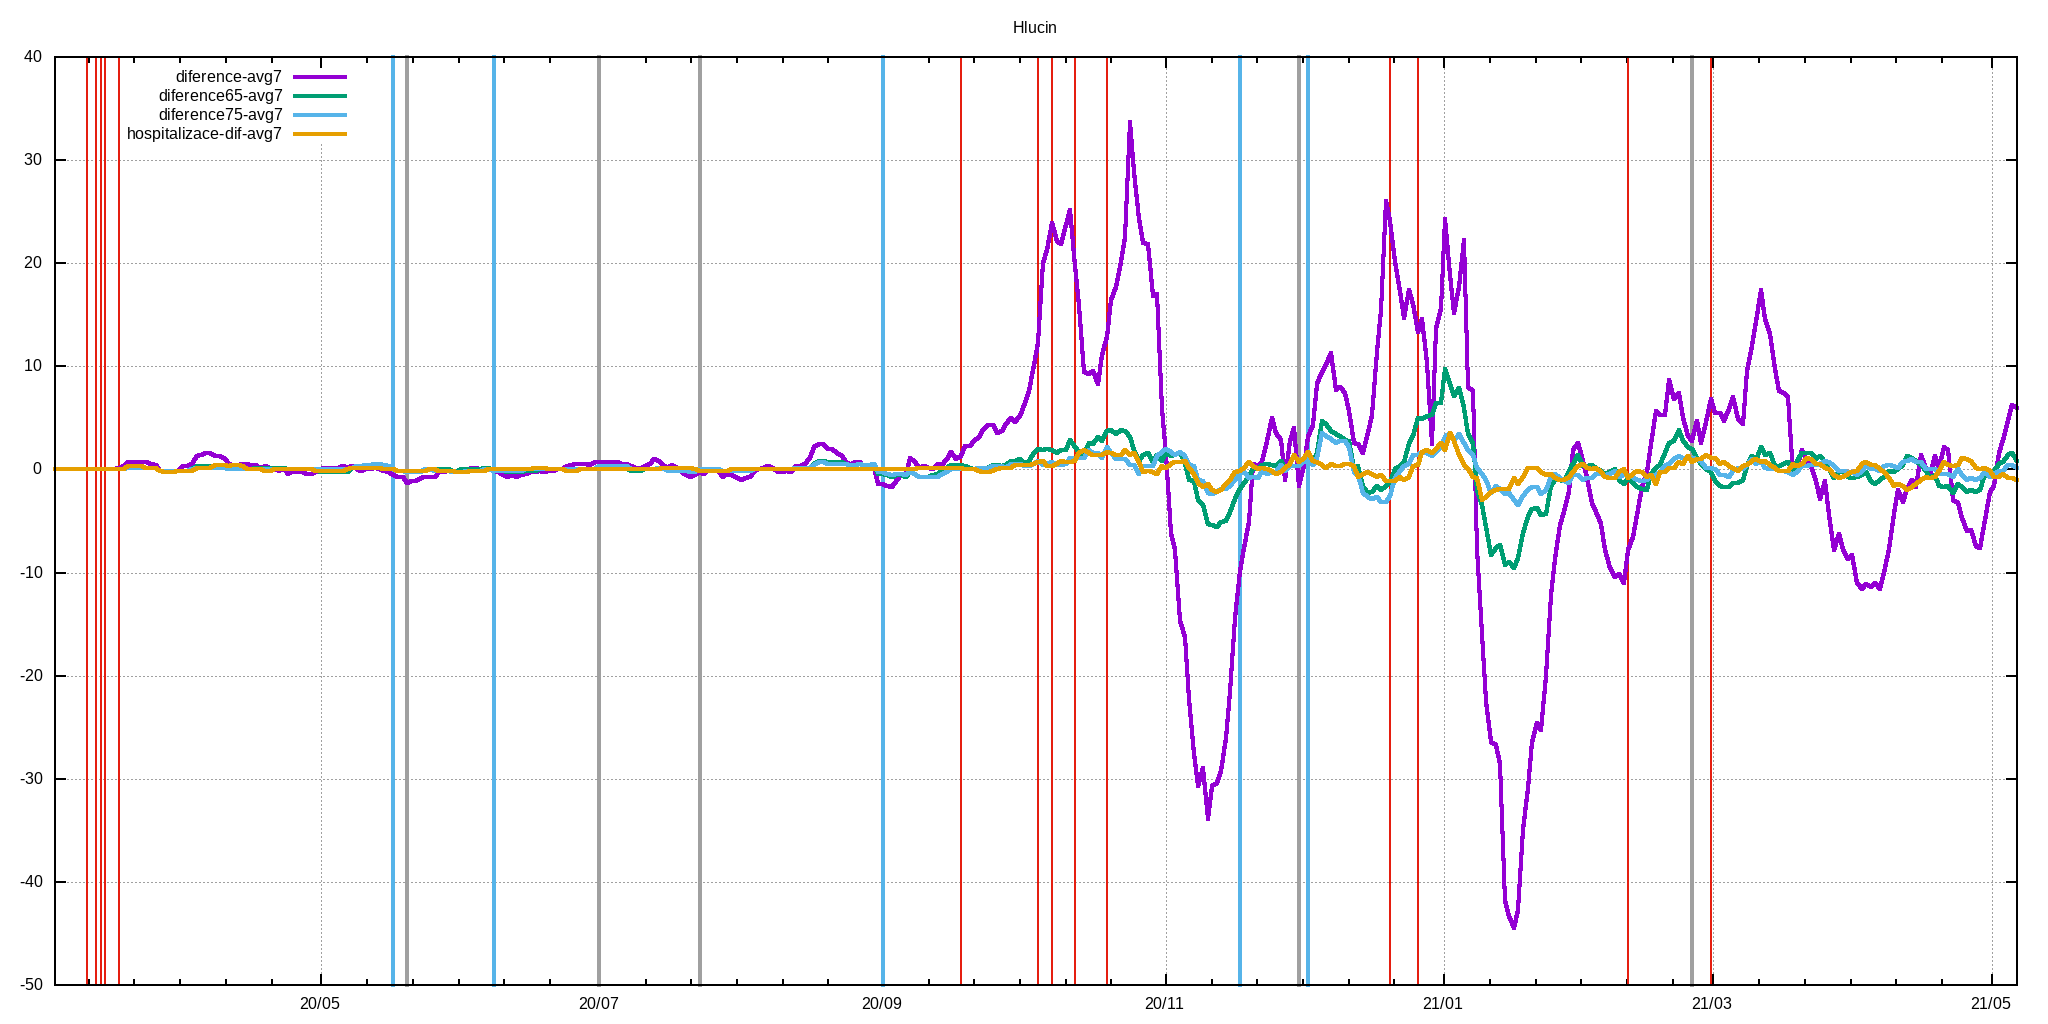 Hlucin
diference-avg7
diference65-avg7
diference75-avg7
hospitalizace-dif-avg7
40
30
20
10
0
-10
-20
-30
-40
-50
20/05 20/07 20/09 20/11 21/01 21/03 21/05